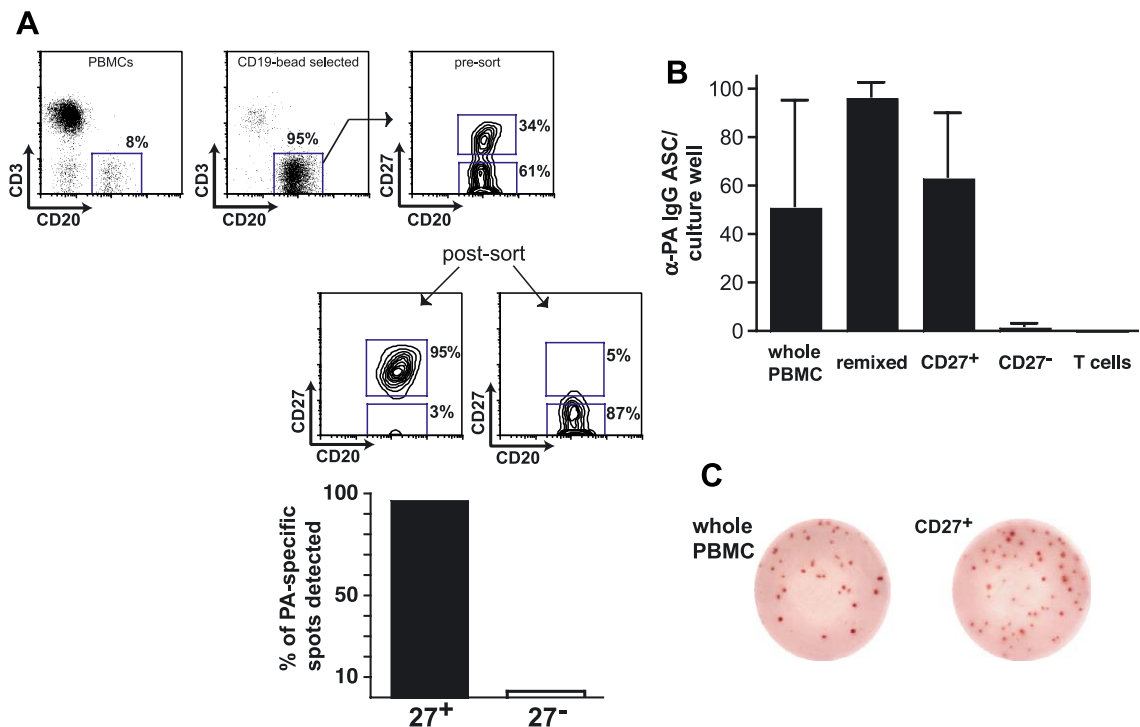 A
PBMCs
CD3
CD20
8%
CD19-bead selected
CD3
CD20
95%
pre-sort
CD27
CD20
34%
61%
post-sort
CD27
CD20
95%
3%
CD27
CD20
5%
87%
% of PA-specific
spots detected
100
50
10
27+
27-
B
α-PA IgG ASC/
culture well
100
80
60
40
20
0
whole
PBMC
remixed
CD27+
CD27-
T cells
C
whole
PBMC
CD27+